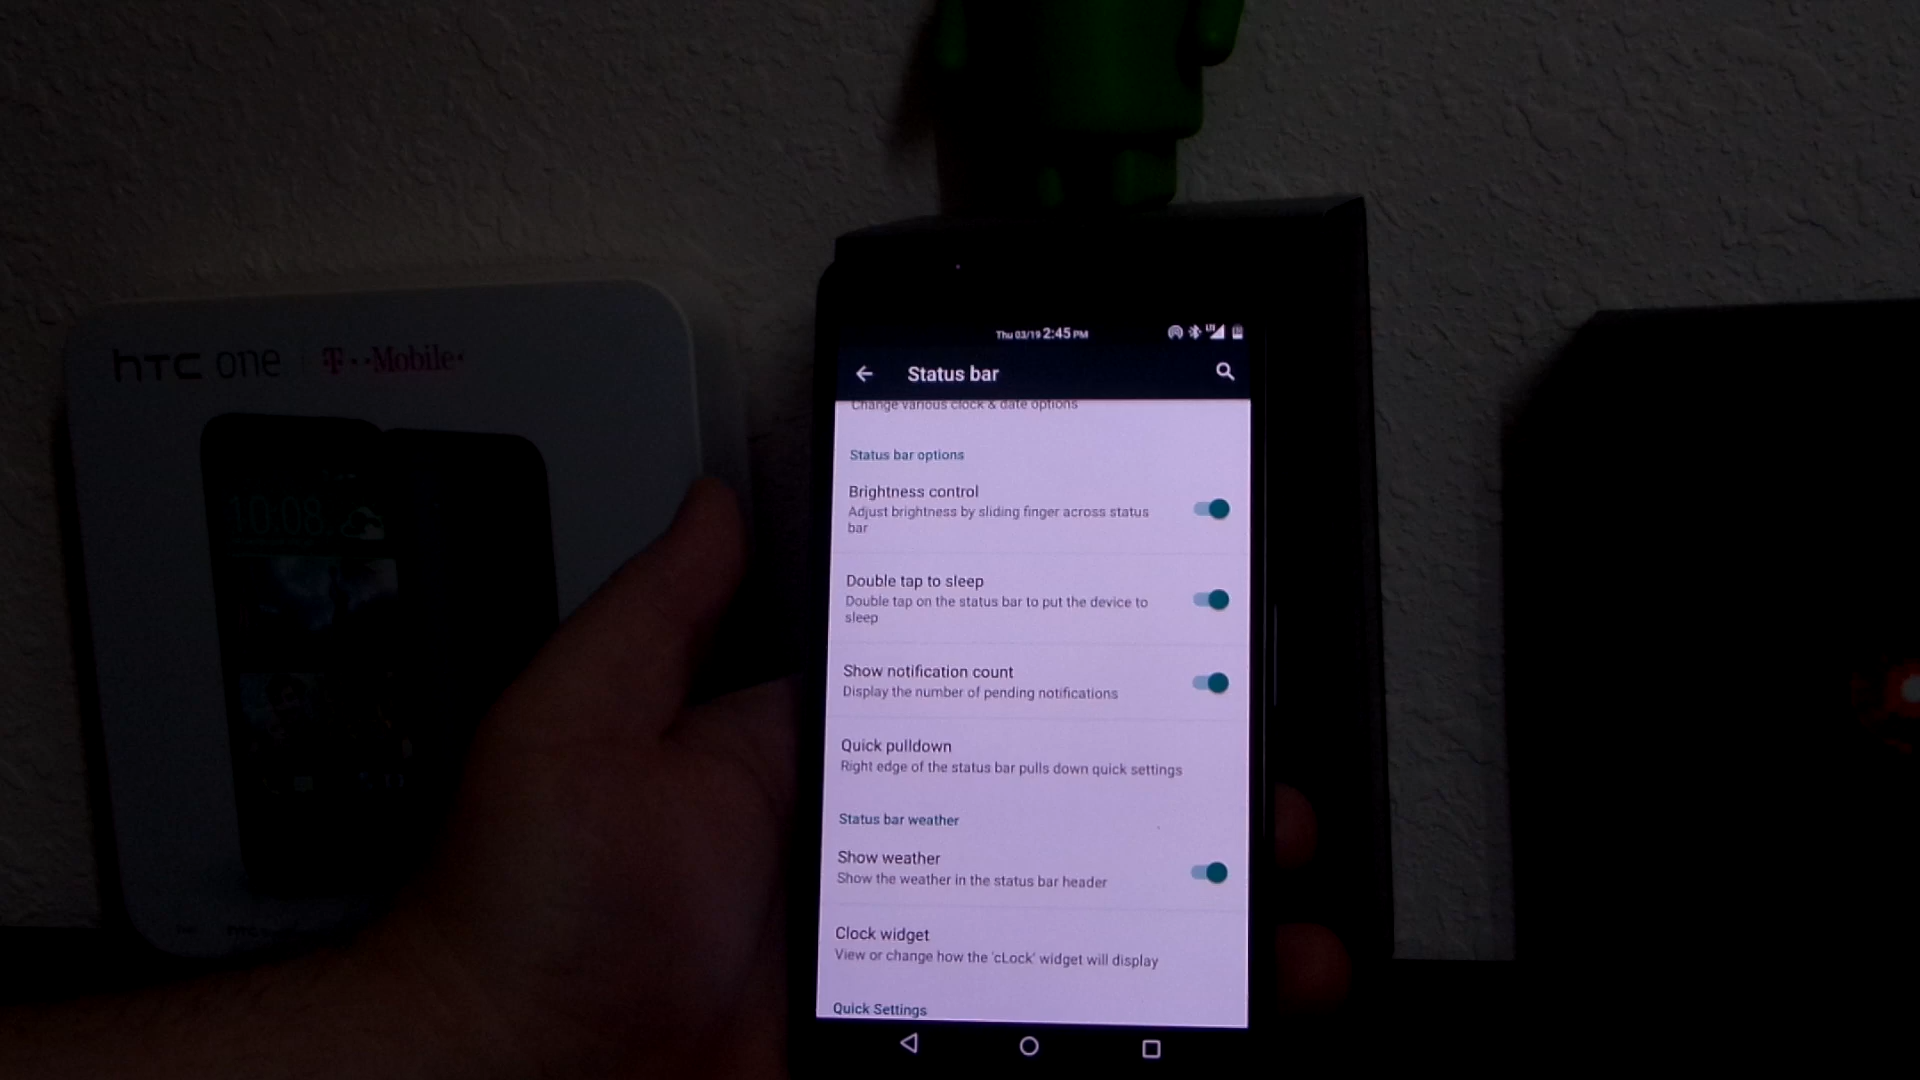 hTC one
T··Mobile·
10:08
Thu 03/19 2:45 PM
LTE
Status bar
Change various clock & date options
Status bar options
Brightness control
Adjust brightness by sliding finger across status
bar
Double tap to sleep
Double tap on the status bar to put the device to
sleep
Show notification count
Display the number of pending notifications
Quick pulldown
Right edge of the status bar pulls down quick settings
Status bar weather
Show weather
Show the weather in the status bar header
Clock widget
View or change how the 'cLock' widget will display
Quick Settings